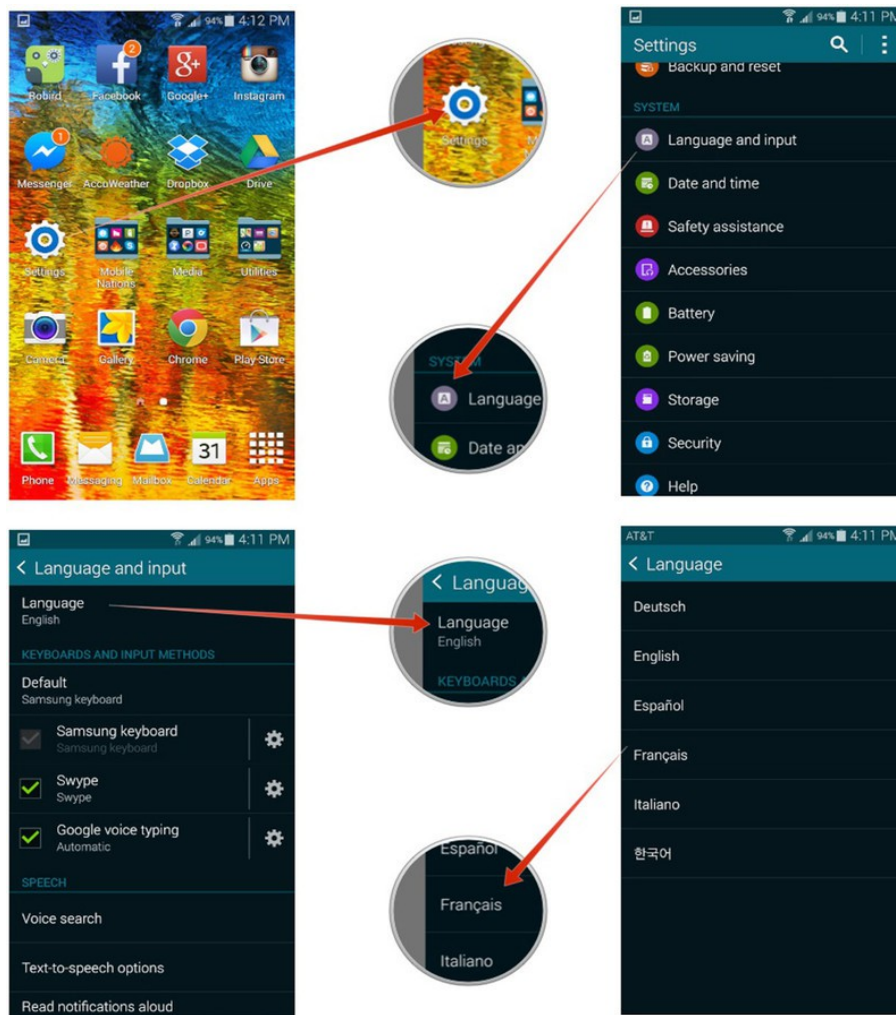 94% 4:12 PM
2
Robird Facebook Google+ Instagram
1
Messenger AccuWeather Dropbox Drive
Settings Mobile Nations Media Utilities
Camera Gallery Chrome Play Store
31
Phone Messaging Mailbox Calendar Apps
Settings
M
SYSTEM
Language
Date an
94% 4:11 PM
Settings
Backup and reset
SYSTEM
Language and input
Date and time
Safety assistance
Accessories
Battery
Power saving
Storage
Security
Help
94% 4:11 PM
Language and input
Language
English
KEYBOARDS AND INPUT METHODS
Default
Samsung keyboard
Samsung keyboard
Samsung keyboard
Swype
Swype
Google voice typing
Automatic
SPEECH
Voice search
Text-to-speech options
Read notifications aloud
Languag
Language
English
KEYBOARDS A
Español
Français
Italiano
AT&T 94% 4:11 PM
Language
Deutsch
English
Español
Français
Italiano
한국어